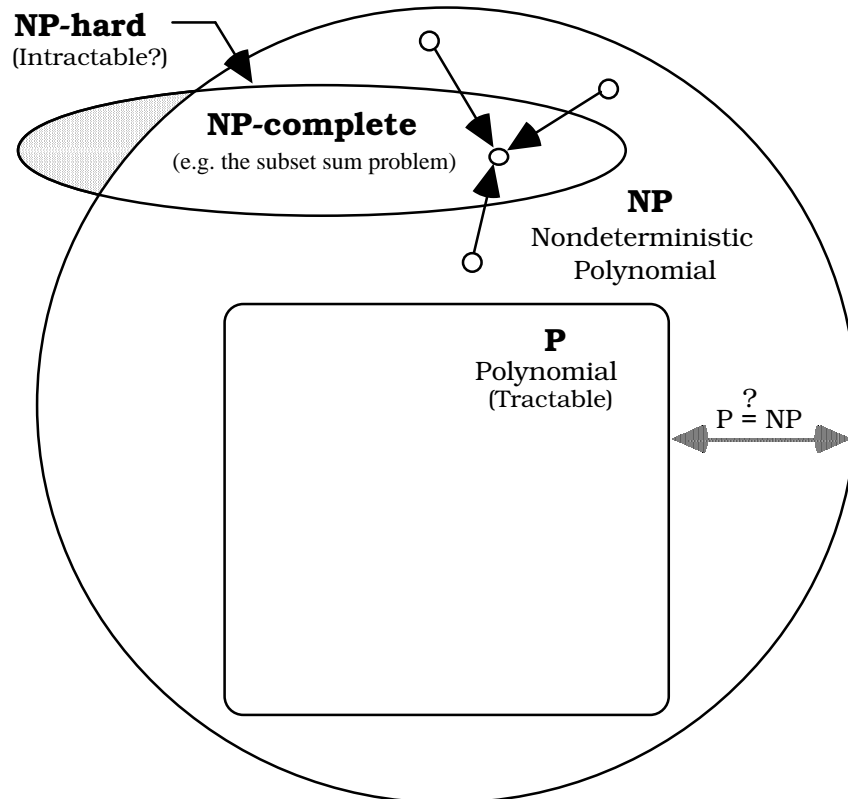 NP-hard
(Intractable?)
NP-complete
(e.g. the subset sum problem)
NP
Nondeterministic
Polynomial
P
Polynomial
(Tractable)
?
P = NP